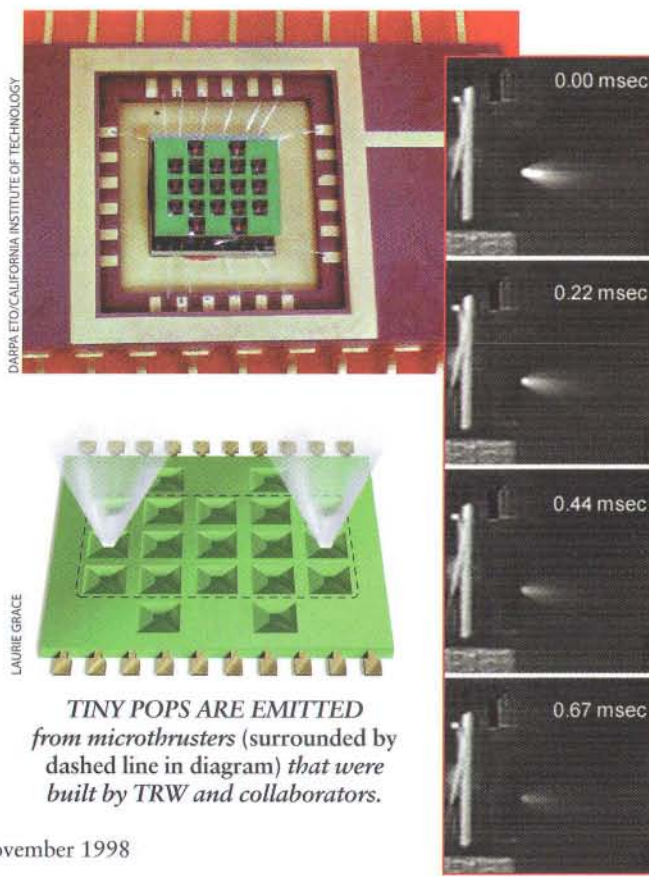 DARPA ETO/CALIFORNIA INSTITUTE OF TECHNOLOGY
0.00 msec
0.22 msec
0.44 msec
0.67 msec
LAURIE GRACE
TINY POPS ARE EMITTED
from microthrusters (surrounded by
dashed line in diagram) that were
built by TRW and collaborators.
ovember 1998